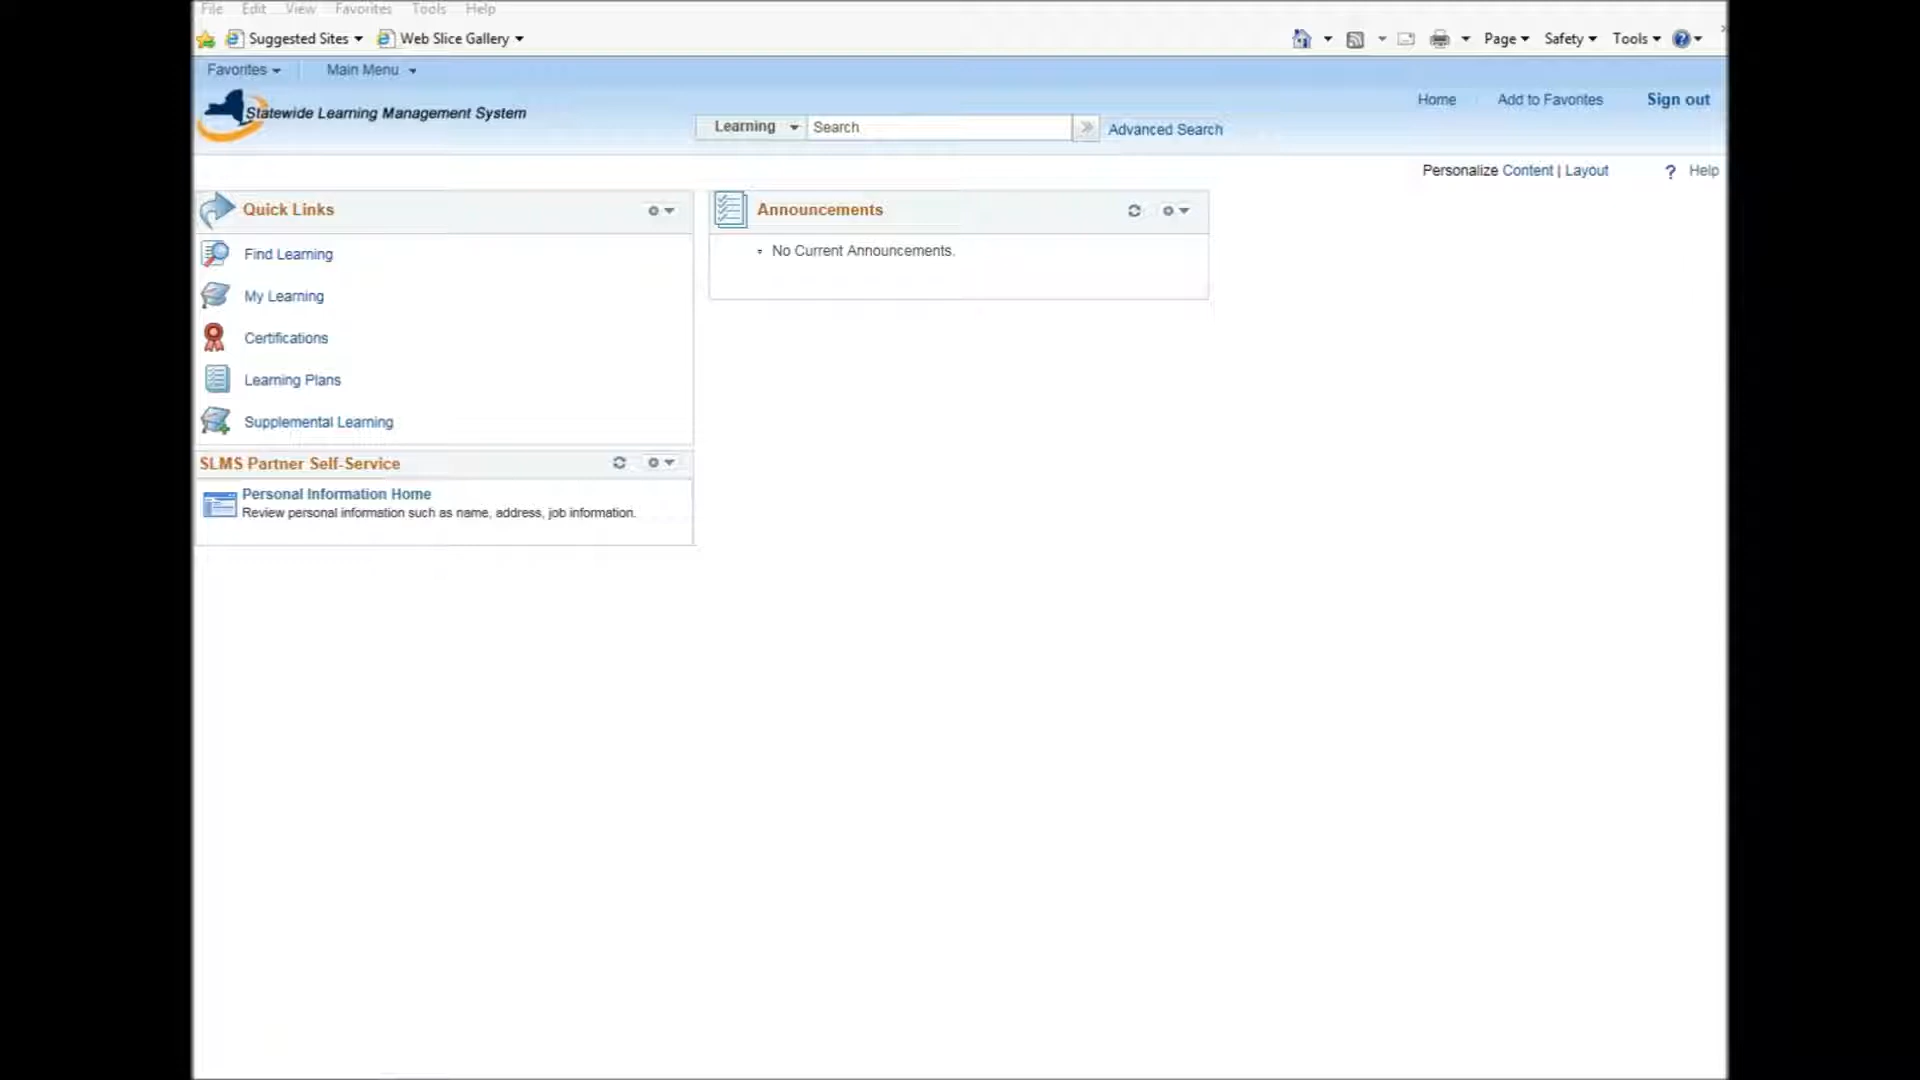 File Edit View Favorites Tools Help
Suggested Sites Web Slice Gallery Page Safety Tools
Favorites Main Menu
Statewide Learning Management System
Home Add to Favorites Sign out
Learning Search Advanced Search
Personalize Content | Layout ? Help
Quick Links
Find Learning
My Learning
Certifications
Learning Plans
Supplemental Learning
SLMS Partner Self-Service
Personal Information Home
Review personal information such as name, address, job information.
Announcements
No Current Announcements.